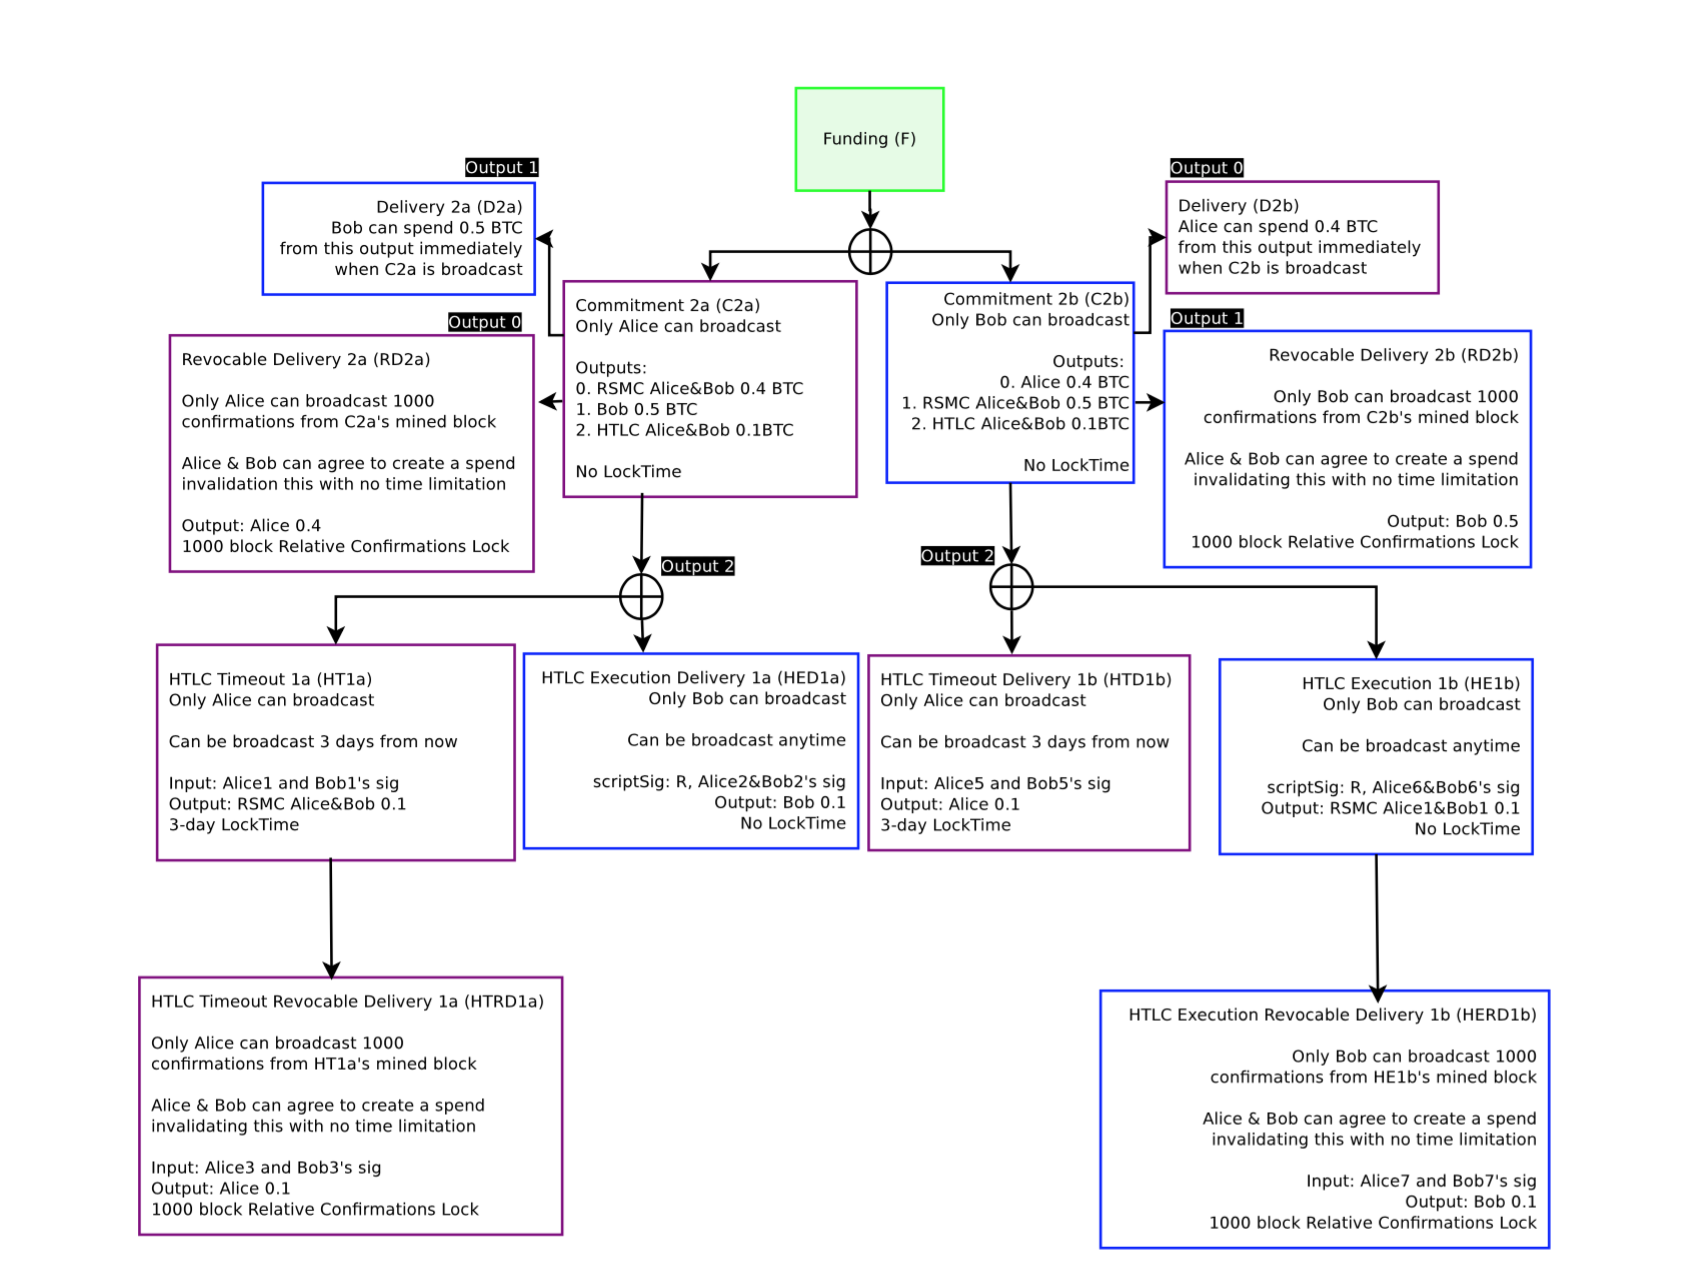 Funding (F)
Output 1
Delivery 2a (D2a)
Bob can spend 0.5 BTC
from this output immediately
when C2a is broadcast
Output 0
Revocable Delivery 2a (RD2a)
Only Alice can broadcast 1000
confirmations from C2a's mined block
Alice & Bob can agree to create a spend
invalidation this with no time limitation
Output: Alice 0.4
1000 block Relative Confirmations Lock
Commitment 2a (C2a)
Only Alice can broadcast
Outputs:
0. RSMC Alice&Bob 0.4 BTC
1. Bob 0.5 BTC
2. HTLC Alice&Bob 0.1BTC
No LockTime
Commitment 2b (C2b)
Only Bob can broadcast
Outputs:
0. Alice 0.4 BTC
1. RSMC Alice&Bob 0.5 BTC
2. HTLC Alice&Bob 0.1BTC
No LockTime
Output 0
Delivery (D2b)
Alice can spend 0.4 BTC
from this output immediately
when C2b is broadcast
Output 1
Revocable Delivery 2b (RD2b)
Only Bob can broadcast 1000
confirmations from C2b's mined block
Alice & Bob can agree to create a spend
invalidating this with no time limitation
Output: Bob 0.5
1000 block Relative Confirmations Lock
Output 2
Output 2
HTLC Timeout 1a (HT1a)
Only Alice can broadcast
Can be broadcast 3 days from now
Input: Alice1 and Bob1's sig
Output: RSMC Alice&Bob 0.1
3-day LockTime
HTLC Execution Delivery 1a (HED1a)
Only Bob can broadcast
Can be broadcast anytime
scriptSig: R, Alice2&Bob2's sig
Output: Bob 0.1
No LockTime
HTLC Timeout Delivery 1b (HTD1b)
Only Alice can broadcast
Can be broadcast 3 days from now
Input: Alice5 and Bob5's sig
Output: Alice 0.1
3-day LockTime
HTLC Execution 1b (HE1b)
Only Bob can broadcast
Can be broadcast anytime
scriptSig: R, Alice6&Bob6's sig
Output: RSMC Alice1&Bob1 0.1
No LockTime
HTLC Timeout Revocable Delivery 1a (HTRD1a)
Only Alice can broadcast 1000
confirmations from HT1a's mined block
Alice & Bob can agree to create a spend
invalidating this with no time limitation
Input: Alice3 and Bob3's sig
Output: Alice 0.1
1000 block Relative Confirmations Lock
HTLC Execution Revocable Delivery 1b (HERD1b)
Only Bob can broadcast 1000
confirmations from HE1b's mined block
Alice & Bob can agree to create a spend
invalidating this with no time limitation
Input: Alice7 and Bob7's sig
Output: Bob 0.1
1000 block Relative Confirmations Lock